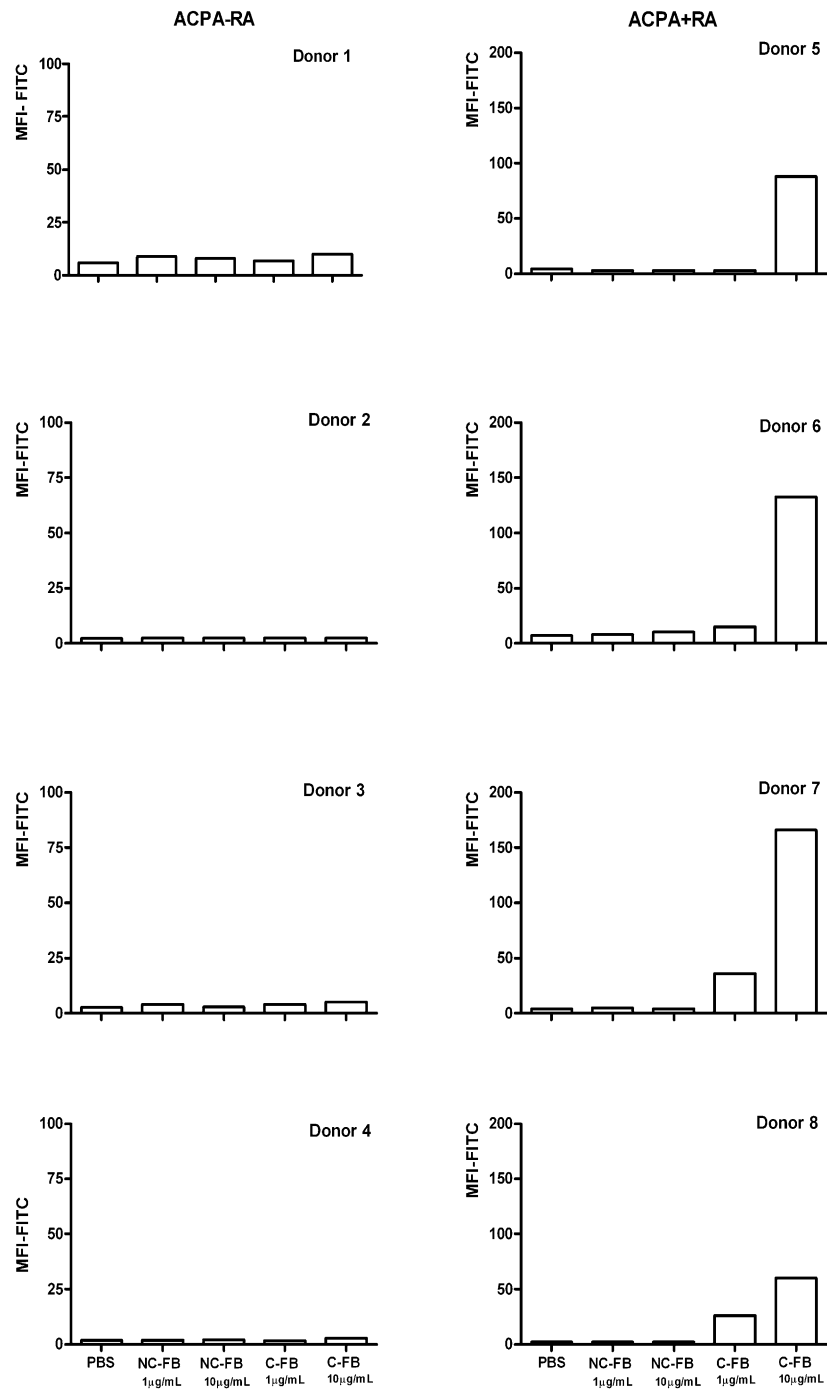 ACPA-RA
Donor 1
MFI- FITC
100
75
50
25
0
Donor 2
MFI-FITC
100
75
50
25
0
Donor 3
MFI-FITC
100
75
50
25
0
Donor 4
MFI-FITC
100
75
50
25
0
PBS NC-FB NC-FB C-FB C-FB
1μg/mL 10μg/mL 1μg/mL 10μg/mL
ACPA+RA
Donor 5
MFI-FITC
200
150
100
50
0
Donor 6
MFI-FITC
200
150
100
50
0
Donor 7
MFI-FITC
200
150
100
50
0
Donor 8
MFI-FITC
200
150
100
50
0
PBS NC-FB NC-FB C-FB C-FB
1μg/mL 10μg/mL 1μg/mL 10μg/mL